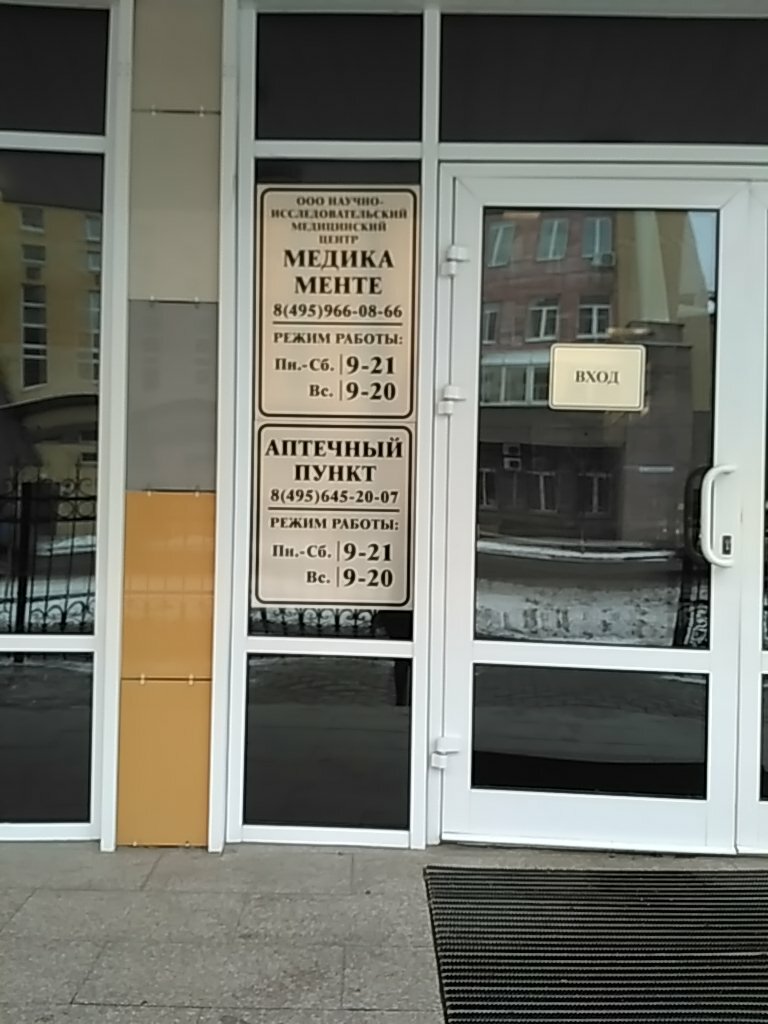 ООО НАУЧНО-
ИССЛЕДОВАТЕЛЬСКИЙ
МЕДИЦИНСКИЙ
ЦЕНТР
МЕДИКА
МЕНТЕ
8(495)966-08-66
РЕЖИМ РАБОТЫ:
Пн.-Сб. 9-21
Вс. 9-20
АПТЕЧНЫЙ
ПУНКТ
8(495)645-20-07
РЕЖИМ РАБОТЫ:
Пн.-Сб. 9-21
Вс. 9-20
ВХОД